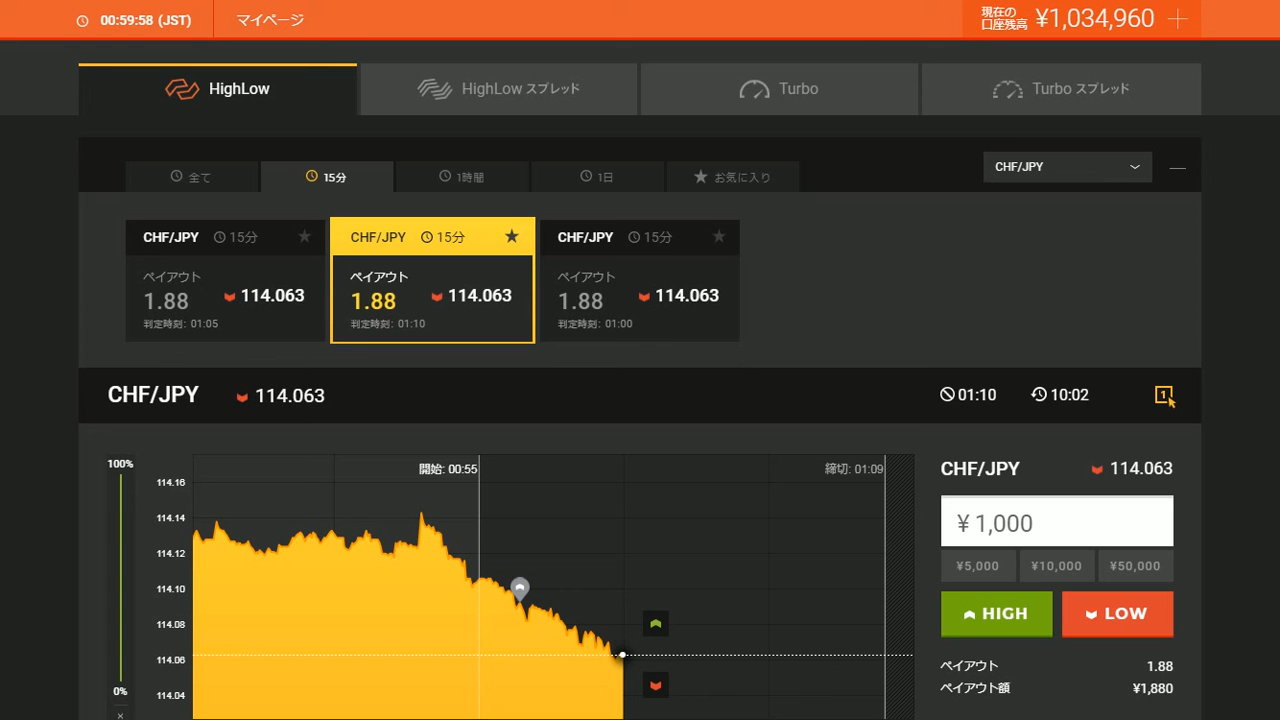 00:59:58 (JST)
マイページ
現在の
口座残高
¥1,034,960
HighLow
HighLow スプレッド
Turbo
Turbo スプレッド
全て
15分
1時間
1日
お気に入り
CHF/JPY
CHF/JPY 15分
ペイアウト
1.88 114.063
判定時刻: 01:05
CHF/JPY 15分
ペイアウト
1.88 114.063
判定時刻: 01:10
CHF/JPY 15分
ペイアウト
1.88 114.063
判定時刻: 01:00
CHF/JPY 114.063
01:10 10:02
1
100%
0%
×
開始: 00:55
締切: 01:09
114.16
114.14
114.12
114.10
114.08
114.06
114.04
CHF/JPY 114.063
¥ 1,000
¥5,000 ¥10,000 ¥50,000
HIGH LOW
ペイアウト 1.88
ペイアウト額 ¥1,880